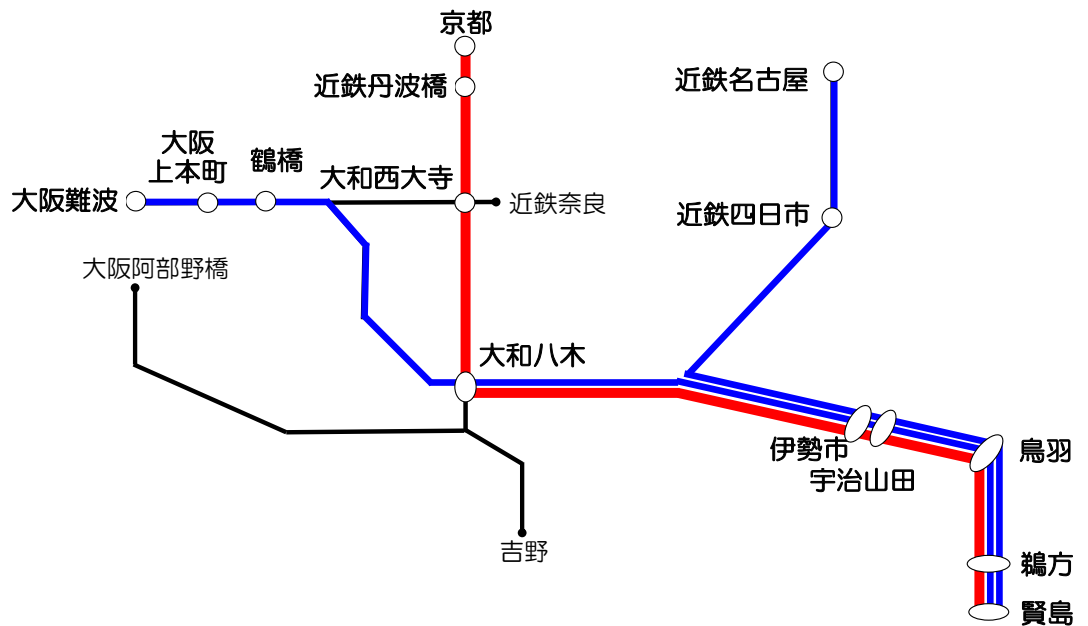 京都
近鉄丹波橋
近鉄名古屋
大阪
上本町
鶴橋
大和西大寺
大阪難波
近鉄奈良
近鉄四日市
大阪阿部野橋
大和八木
伊勢市
宇治山田
鳥羽
吉野
鵜方
賢島